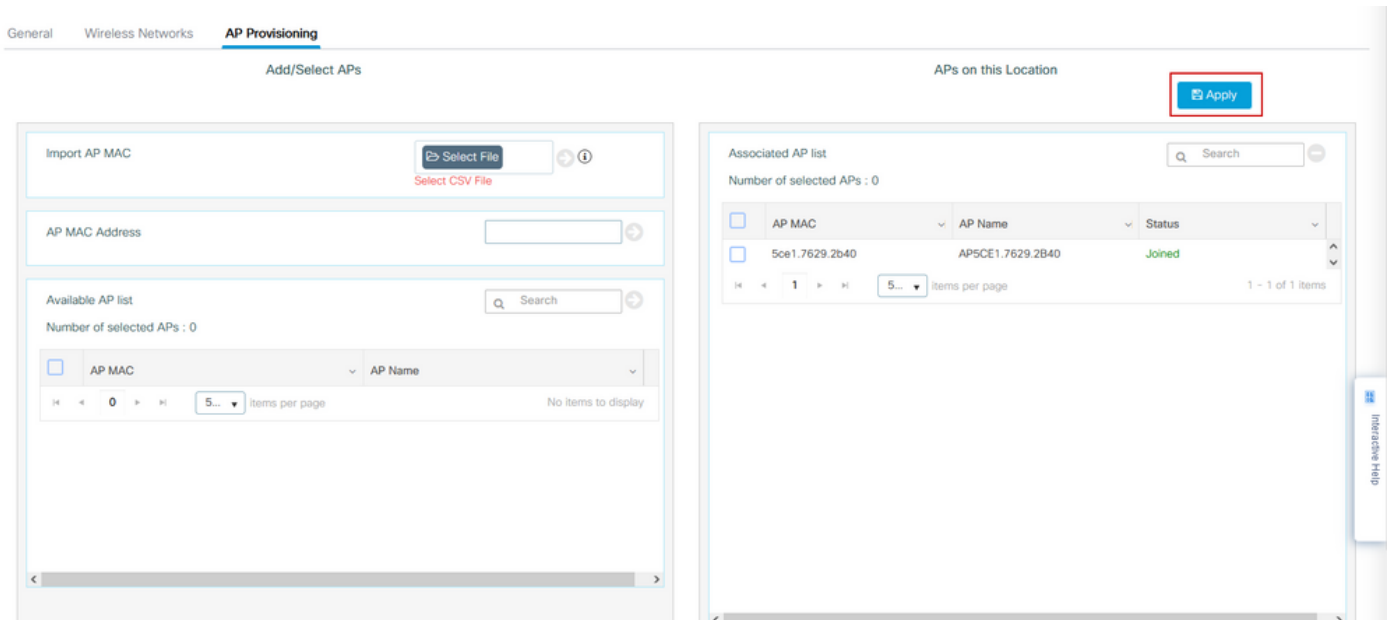 General Wireless Networks AP Provisioning
Add/Select APs
Import AP MAC
Select File
Select CSV File
AP MAC Address
Available AP list
Search
Number of selected APs : 0
AP MAC AP Name
0 5... items per page No items to display
APs on this Location
Apply
Associated AP list
Search
Number of selected APs : 0
AP MAC AP Name Status
5ce1.7629.2b40 AP5CE1.7629.2B40 Joined
1 5... items per page 1 - 1 of 1 items
Interactive Help